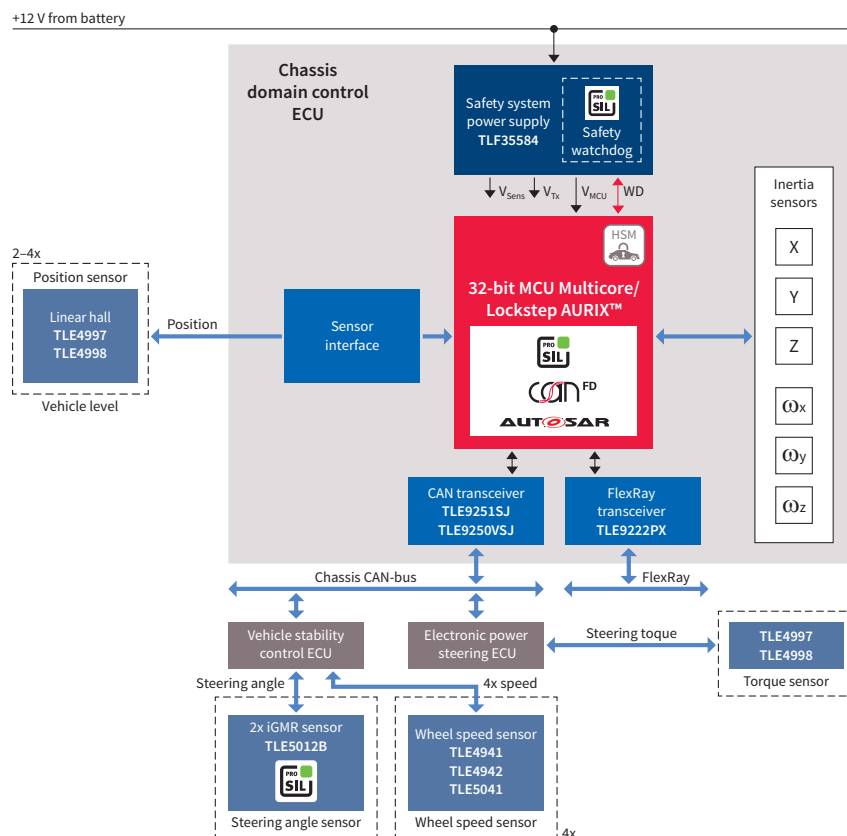 +12 V from battery
Chassis
domain control
ECU
Safety system
power supply
TLF35584
PRO
SIL
Safety
watchdog
VSens
VTx
VMCU
WD
Inertia
sensors
X
Y
Z
ωx
ωy
ωz
HSM
32-bit MCU Multicore/
Lockstep AURIX™
PRO
SIL
CAN FD
AUTOSAR
2–4x
Position sensor
Linear hall
TLE4997
TLE4998
Vehicle level
Position
Sensor
interface
CAN transceiver
TLE9251SJ
TLE9250VSJ
FlexRay
transceiver
TLE9222PX
Chassis CAN-bus
FlexRay
Vehicle stability
control ECU
Electronic power
steering ECU
Steering toque
TLE4997
TLE4998
Torque sensor
Steering angle
4x speed
2x iGMR sensor
TLE5012B
PRO
SIL
Steering angle sensor
Wheel speed sensor
TLE4941
TLE4942
TLE5041
Wheel speed sensor
4x